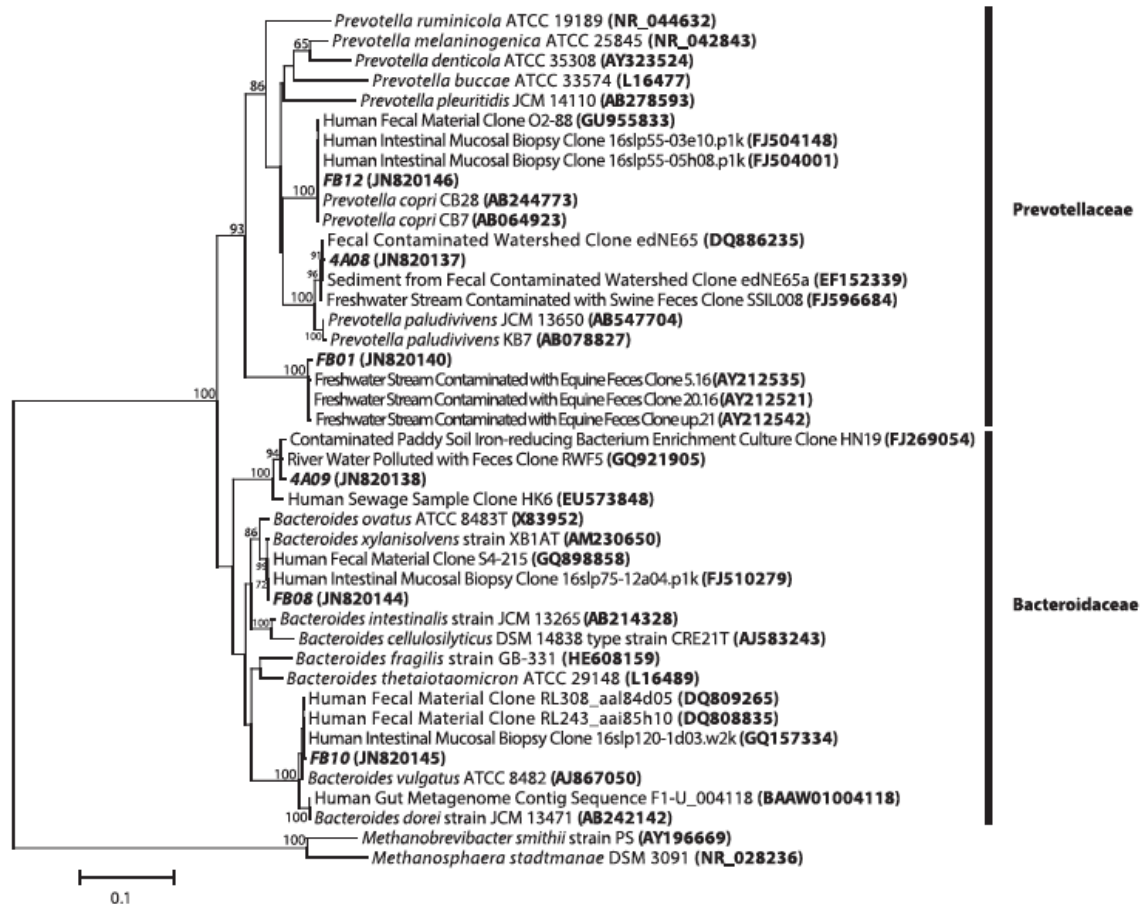 Prevotella ruminicola ATCC 19189 (NR_044632)
65 Prevotella melaninogenica ATCC 25845 (NR_042843)
Prevotella denticola ATCC 35308 (AY323524)
86 Prevotella buccae ATCC 33574 (L16477)
Prevotella pleuritidis JCM 14110 (AB278593)
Human Fecal Material Clone O2-88 (GU955833)
Human Intestinal Mucosal Biopsy Clone 16slp55-03e10.p1k (FJ504148)
Human Intestinal Mucosal Biopsy Clone 16slp55-05h08.p1k (FJ504001)
FB12 (JN820146)
100 Prevotella copri CB28 (AB244773)
Prevotella copri CB7 (AB064923)
Prevotellaceae
93 Fecal Contaminated Watershed Clone edNE65 (DQ886235)
91 4A08 (JN820137)
96 Sediment from Fecal Contaminated Watershed Clone edNE65a (EF152339)
100 Freshwater Stream Contaminated with Swine Feces Clone SSIL008 (FJ596684)
Prevotella paludivivens JCM 13650 (AB547704)
100 Prevotella paludivivens KB7 (AB078827)
FB01 (JN820140)
100 Freshwater Stream Contaminated with Equine Feces Clone 5.16 (AY212535)
100 Freshwater Stream Contaminated with Equine Feces Clone 20.16 (AY212521)
Freshwater Stream Contaminated with Equine Feces Clone up.21 (AY212542)
Contaminated Paddy Soil Iron-reducing Bacterium Enrichment Culture Clone HN19 (FJ269054)
94 River Water Polluted with Feces Clone RWF5 (GQ921905)
100 4A09 (JN820138)
Human Sewage Sample Clone HK6 (EU573848)
Bacteroides ovatus ATCC 8483T (X83952)
86 Bacteroides xylanisolvens strain XB1AT (AM230650)
99 Human Fecal Material Clone S4-215 (GQ898858)
72 Human Intestinal Mucosal Biopsy Clone 16slp75-12a04.p1k (FJ510279)
FB08 (JN820144)
Bacteroidaceae
100 Bacteroides intestinalis strain JCM 13265 (AB214328)
Bacteroides cellulosilyticus DSM 14838 type strain CRE21T (AJ583243)
Bacteroides fragilis strain GB-331 (HE608159)
Bacteroides thetaiotaomicron ATCC 29148 (L16489)
Human Fecal Material Clone RL308_aal84d05 (DQ809265)
Human Fecal Material Clone RL243_aai85h10 (DQ808835)
Human Intestinal Mucosal Biopsy Clone 16slp120-1d03.w2k (GQ157334)
FB10 (JN820145)
100 Bacteroides vulgatus ATCC 8482 (AJ867050)
Human Gut Metagenome Contig Sequence F1-U_004118 (BAAW01004118)
100 Bacteroides dorei strain JCM 13471 (AB242142)
100 Methanobrevibacter smithii strain PS (AY196669)
Methanosphaera stadtmanae DSM 3091 (NR_028236)
0.1